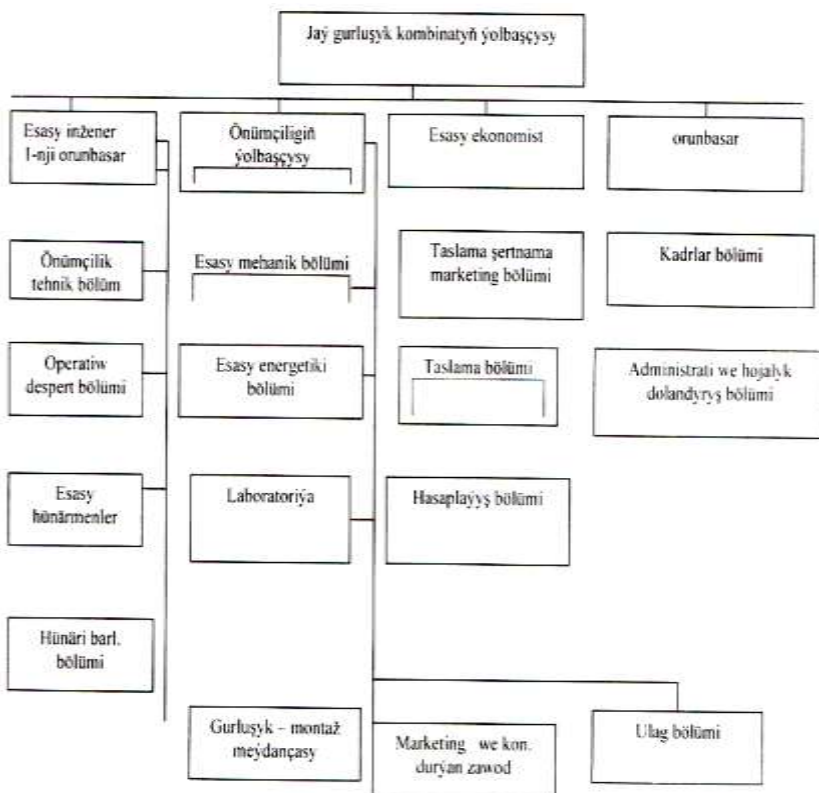 Jaý gurluşyk kombinatyň ýolbaşçysy
Esasy inžener
1-nji orunbasar
Önümçiligiň
ýolbaşçysy
Esasy ekonomist
orunbasar
Önümçilik
tehnik bölüm
Esasy mehanik bölümi
Taslama şertnama
marketing bölümi
Kadrlar bölümi
Operatiw
despert bölümi
Esasy energetiki
bölümi
Taslama bölümi
Administrati we hojalyk
dolandyryş bölümi
Esasy
hünärmenler
Laboratoriýa
Hasaplaýyş bölümi
Hünäri barl.
bölümi
Gurluşyk – montaž
meýdançasy
Marketing we kon.
durýan zawod
Ulag bölümi